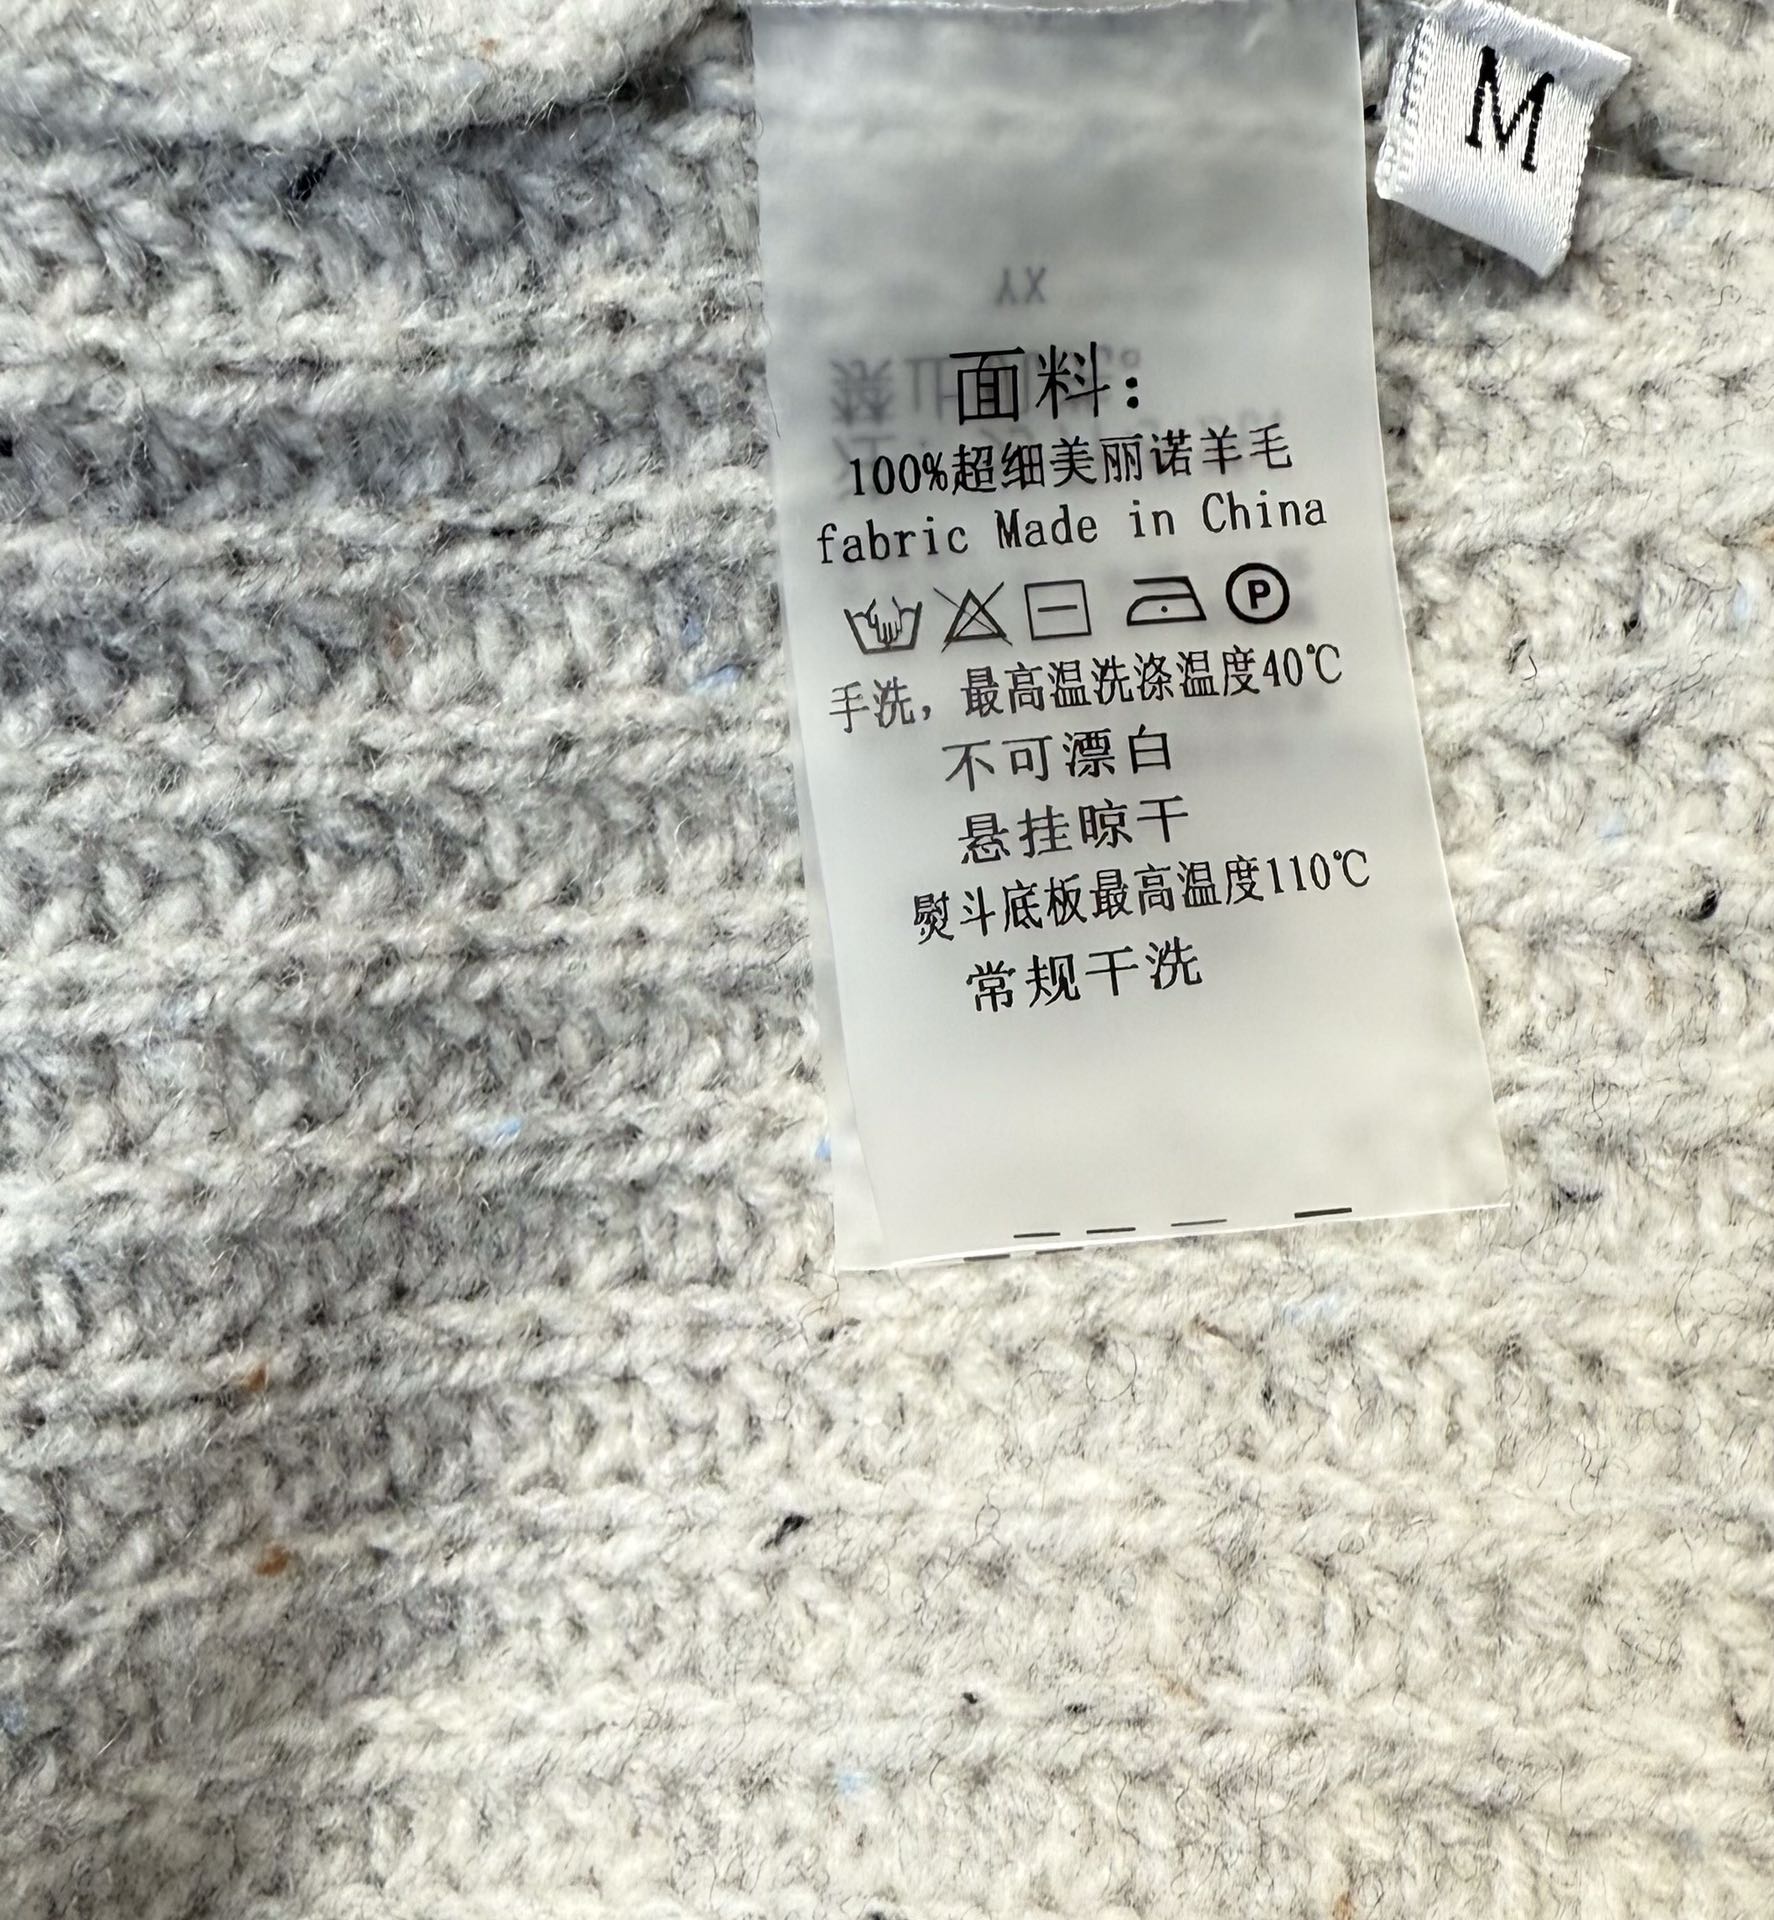 M
XY
面料：
100%超细美丽诺羊毛
fabric Made in China
P
手洗，最高温洗涤温度40℃
不可漂白
悬挂晾干
熨斗底板最高温度110℃
常规干洗